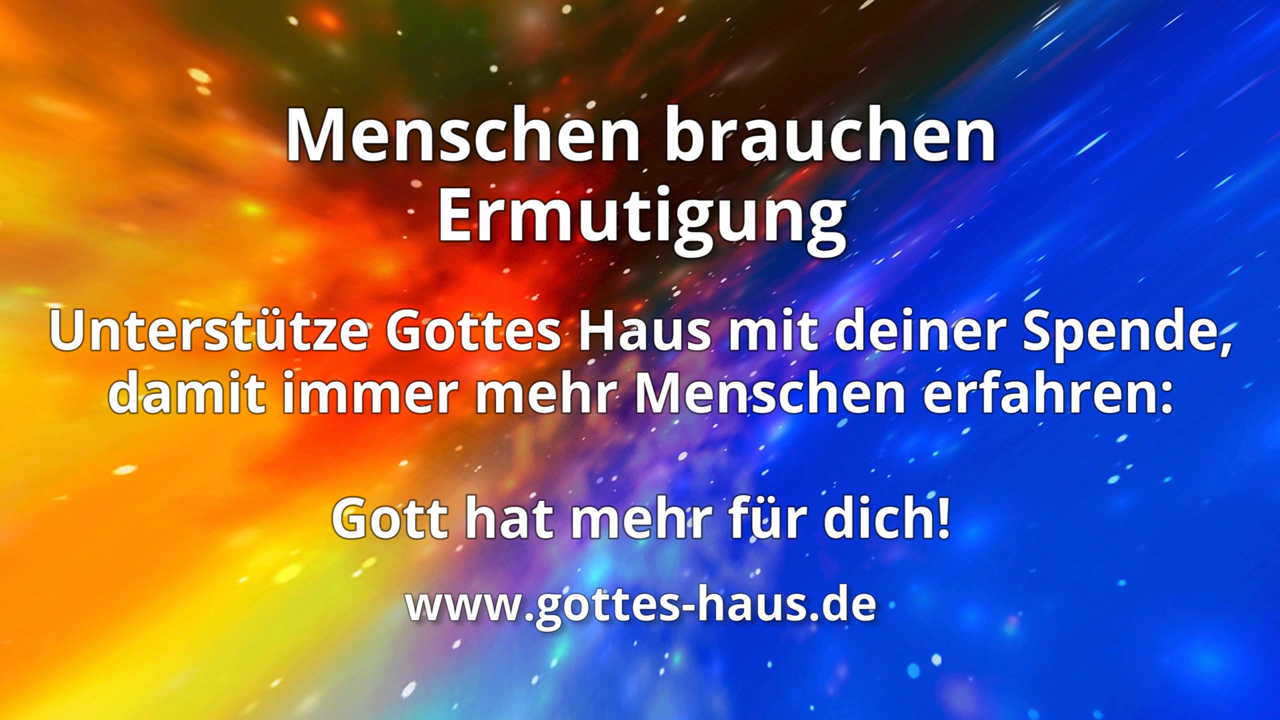 Menschen brauchen
Ermutigung
Unterstütze Gottes Haus mit deiner Spende,
damit immer mehr Menschen erfahren:
Gott hat mehr für dich!
www.gottes-haus.de